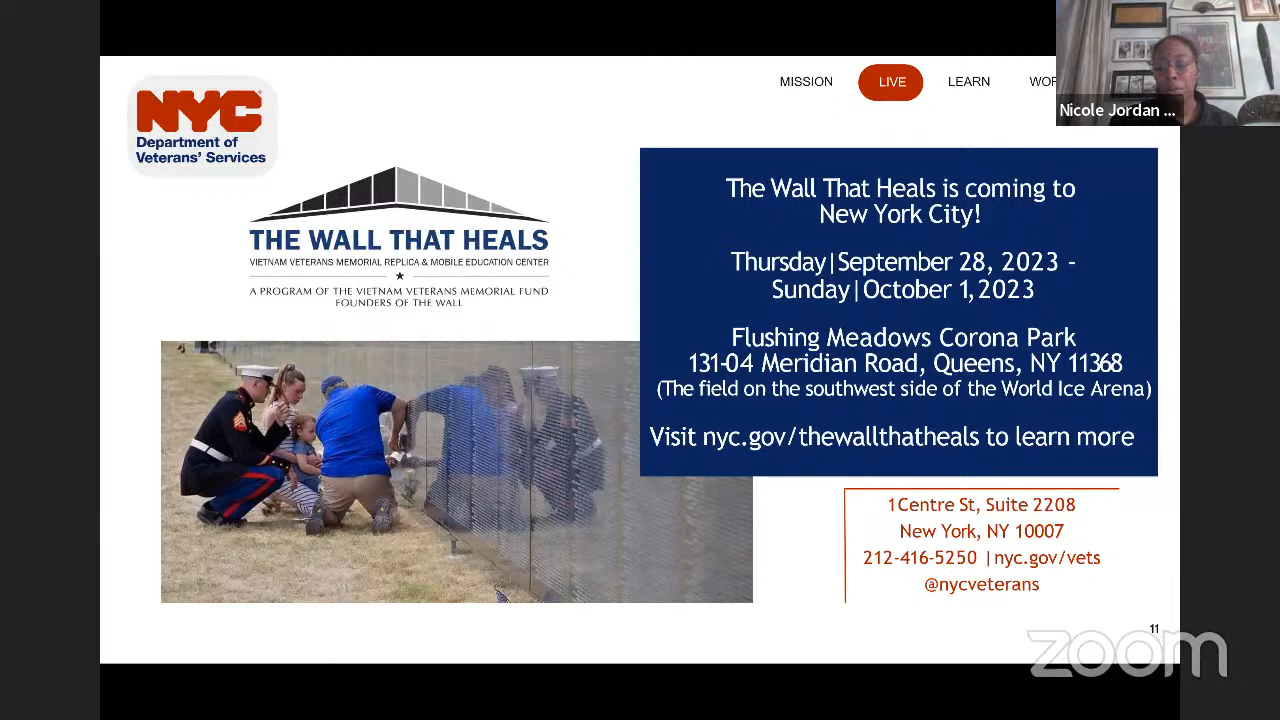 MISSION
LIVE
LEARN
Nicole Jordan ...
NYC
Department of
Veterans' Services
THE WALL THAT HEALS
VIETNAM VETERANS MEMORIAL REPLICA & MOBILE EDUCATION CENTER
A PROGRAM OF THE VIETNAM VETERANS MEMORIAL FUND
FOUNDERS OF THE WALL
The Wall That Heals is coming to
New York City!
Thursday|September 28, 2023 -
Sunday|October 1,2023
Flushing Meadows Corona Park
131-04 Meridian Road, Queens, NY 11368
(The field on the southwest side of the World Ice Arena)
Visit nyc.gov/thewallthatheals to learn more
1Centre St, Suite 2208
New York, NY 10007
212-416-5250 |nyc.gov/vets
@nycveterans
11
zoom